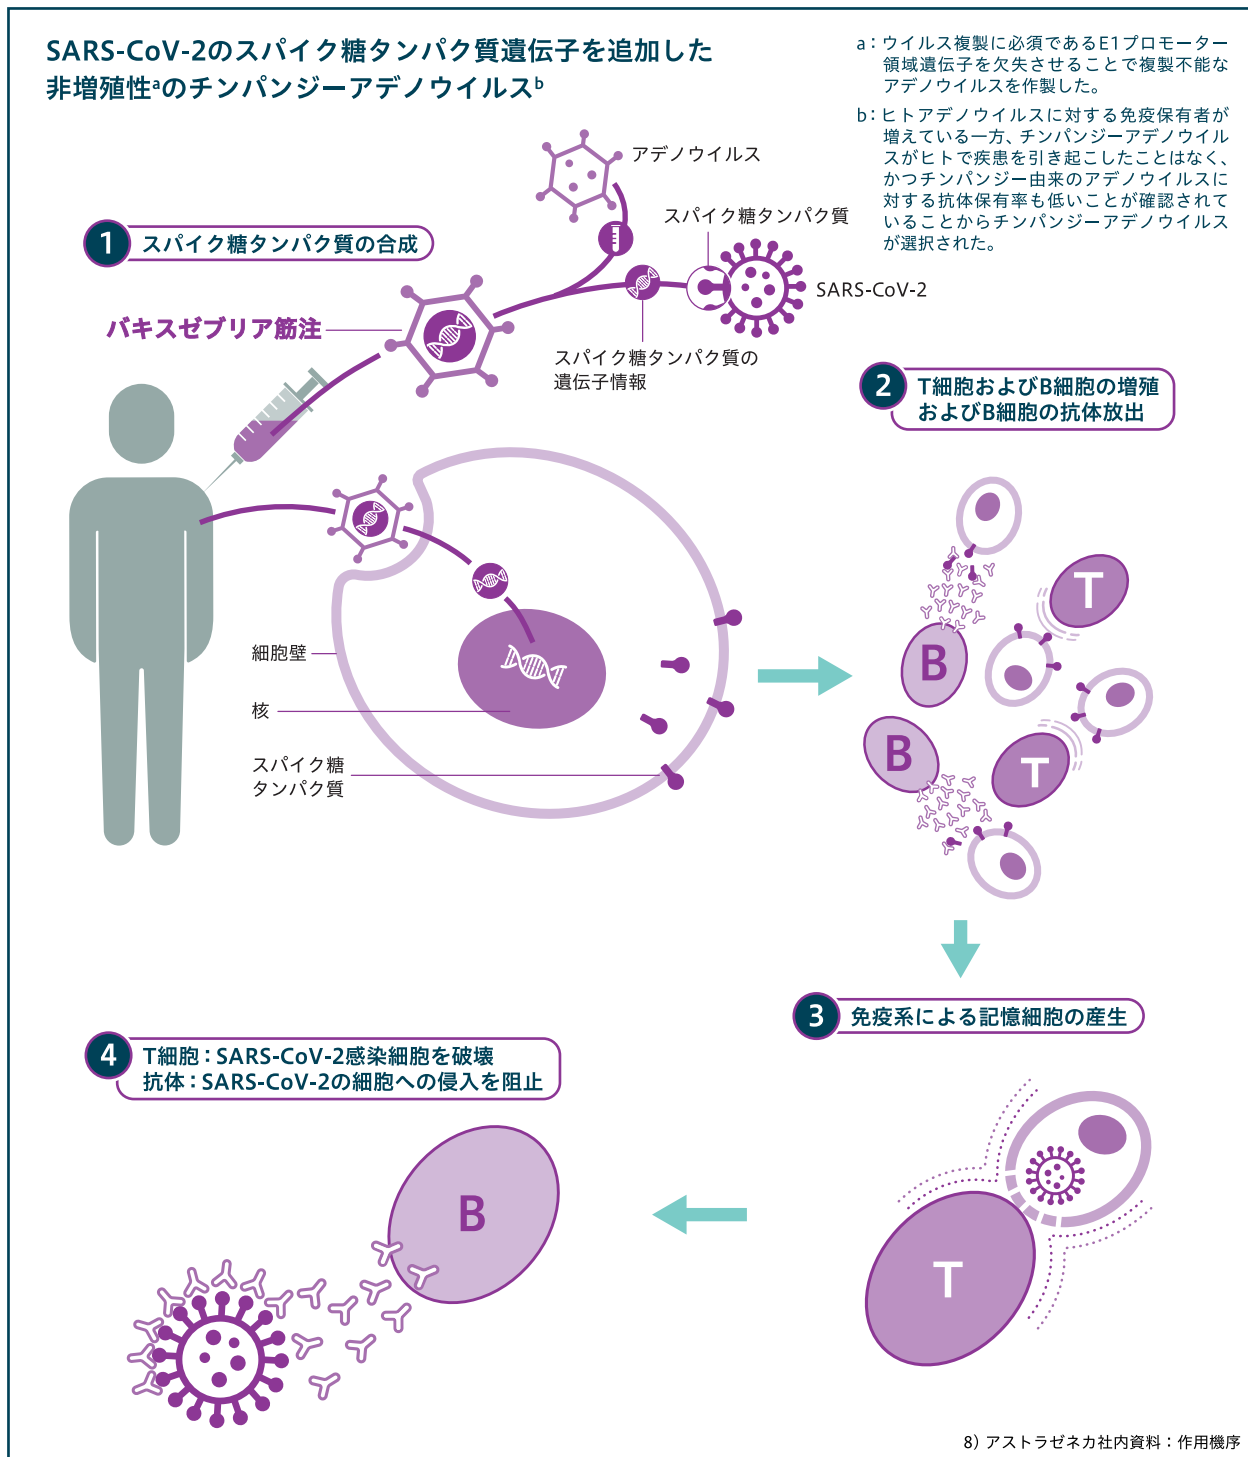 SARS-CoV-2のスパイク糖タンパク質遺伝子を追加した
非増殖性aのチンパンジーアデノウイルスb
a：ウイルス複製に必須であるE1プロモーター
領域遺伝子を欠失させることで複製不能な
アデノウイルスを作製した。
b：ヒトアデノウイルスに対する免疫保有者が
増えている一方、チンパンジーアデノウイル
スがヒトで疾患を引き起こしたことはなく、
かつチンパンジー由来のアデノウイルスに
対する抗体保有率も低いことが確認されて
いることからチンパンジーアデノウイルス
が選択された。
アデノウイルス
スパイク糖タンパク質
1 スパイク糖タンパク質の合成
SARS-CoV-2
バキスゼブリア筋注
スパイク糖タンパク質の
遺伝子情報
2 T細胞およびB細胞の増殖
およびB細胞の抗体放出
T
細胞壁
B
核
B
スパイク糖
タンパク質
T
3 免疫系による記憶細胞の産生
4 T細胞：SARS-CoV-2感染細胞を破壊
抗体：SARS-CoV-2の細胞への侵入を阻止
B
T
8）アストラゼネカ社内資料：作用機序